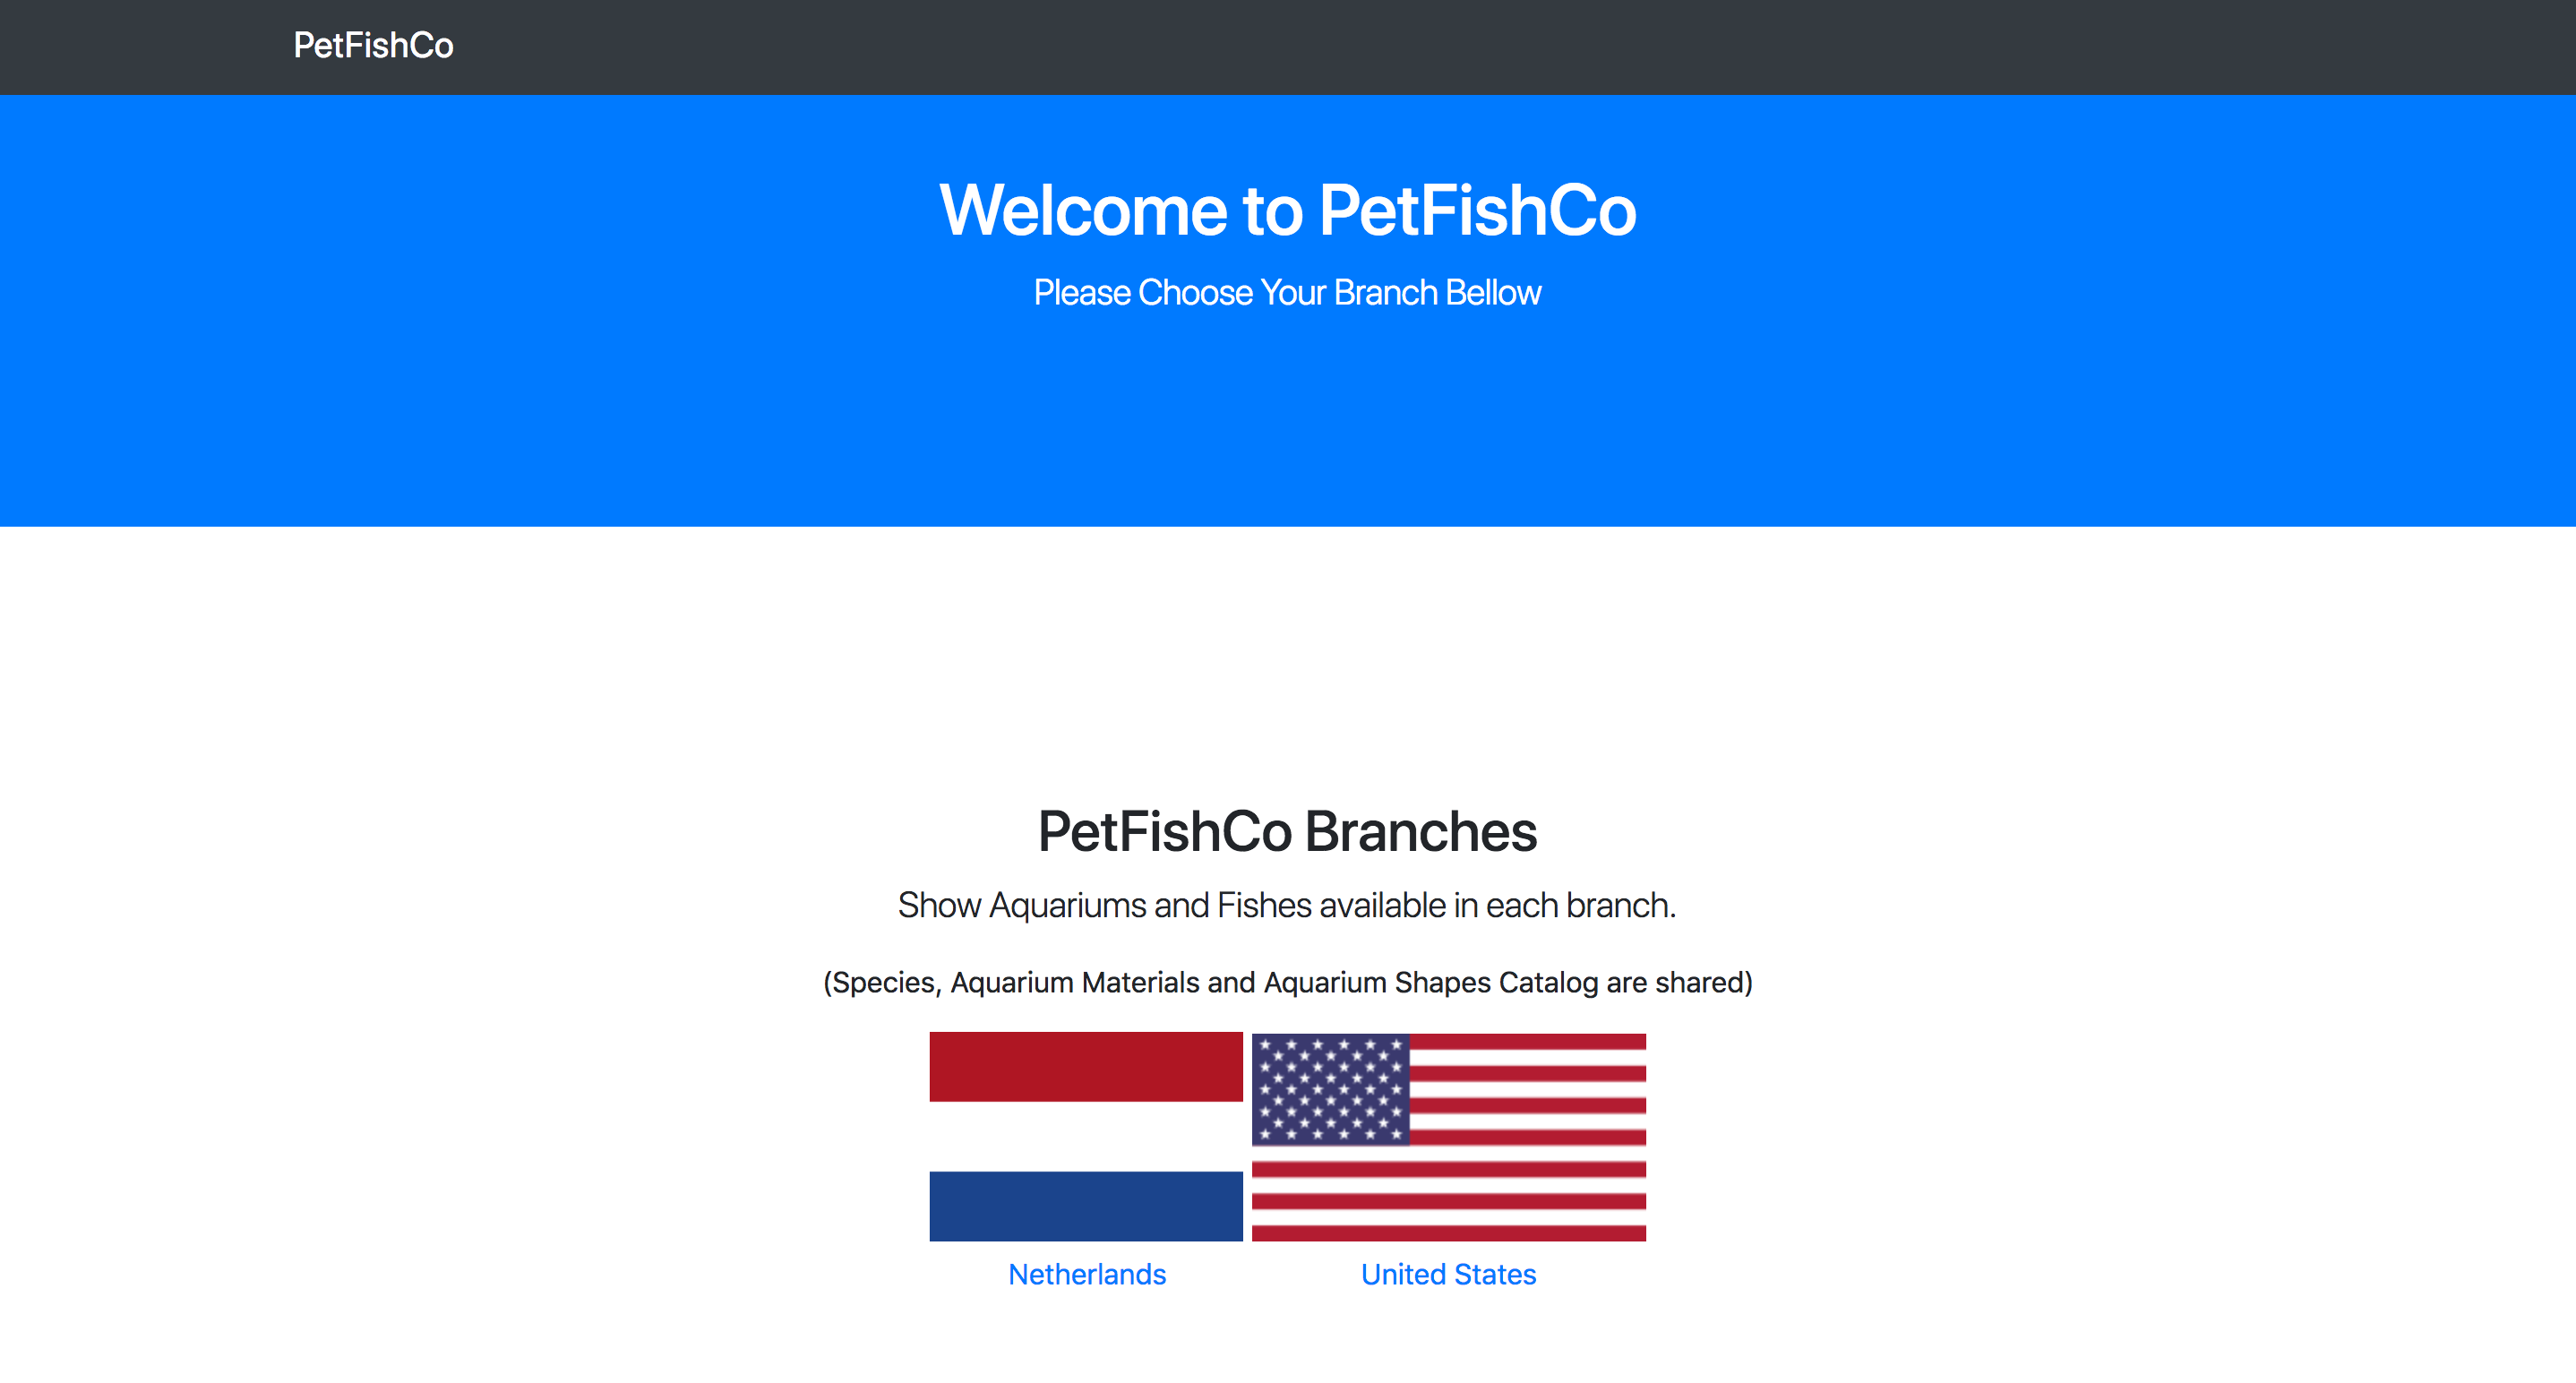 PetFishCo
Welcome to PetFishCo
Please Choose Your Branch Bellow
PetFishCo Branches
Show Aquariums and Fishes available in each branch.
(Species, Aquarium Materials and Aquarium Shapes Catalog are shared)
Netherlands United States